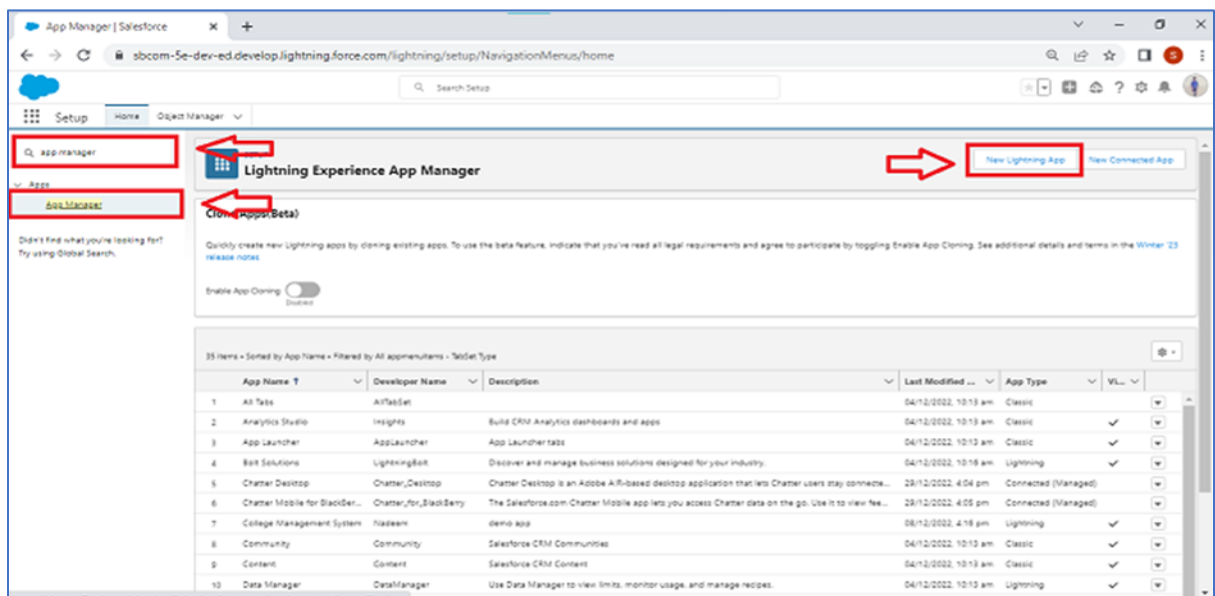 App Manager | Salesforce
sbcom-5e-dev-ed.develop.lightning.force.com/lightning/setup/NavigationMenus/home
S
Search Setup
Setup
Home
Object Manager
app manager
Apps
App Manager
Didn't find what you're looking for?
Try using Global Search.
Lightning Experience App Manager
New Lightning App
New Connected App
Apps(Beta)
Quickly create new Lightning apps by cloning existing apps. To use the beta feature, indicate that you've read all legal requirements and agree to participate by toggling Enable App Cloning. See additional details and terms in the Winter '23
release notes
Enable App Cloning
Disabled
35 items • Sorted by App Name • Filtered by All appmenuitems - TabSet Type
App Name ↑ Developer Name Description Last Modified ... App Type Vi...
1 All Tabs AllTabSet 04/12/2022, 10:13 am Classic
2 Analytics Studio Insights Build CRM Analytics dashboards and apps 04/12/2022, 10:13 am Classic
3 App Launcher AppLauncher App Launcher tabs 04/12/2022, 10:13 am Classic
4 Bolt Solutions LightningBolt Discover and manage business solutions designed for your industry. 04/12/2022, 10:16 am Lightning
5 Chatter Desktop Chatter_Desktop Chatter Desktop is an Adobe AIR-based desktop application that lets Chatter users stay connecte... 29/12/2022, 4:04 pm Connected (Managed)
6 Chatter Mobile for BlackBer... Chatter_for_BlackBerry The Salesforce.com Chatter Mobile app lets you access Chatter data on the go. Use it to view fee... 29/12/2022, 4:05 pm Connected (Managed)
7 College Management System Nadeem demo app 08/12/2022, 4:16 pm Lightning
8 Community Community Salesforce CRM Communities 04/12/2022, 10:13 am Classic
9 Content Content Salesforce CRM Content 04/12/2022, 10:13 am Classic
10 Data Manager DataManager Use Data Manager to view limits, monitor usage, and manage recipes. 04/12/2022, 10:13 am Lightning